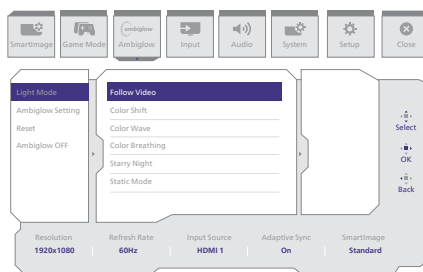 ambiglow
SmartImage Game Mode Ambiglow Input Audio System Setup Close
Light Mode
Ambiglow Setting
Reset
Ambiglow OFF
Follow Video
Color Shift
Color Wave
Color Breathing
Starry Night
Static Mode
Select
OK
Back
Resolution Refresh Rate Input Source Adaptive Sync SmartImage
1920x1080 60Hz HDMI 1 On Standard